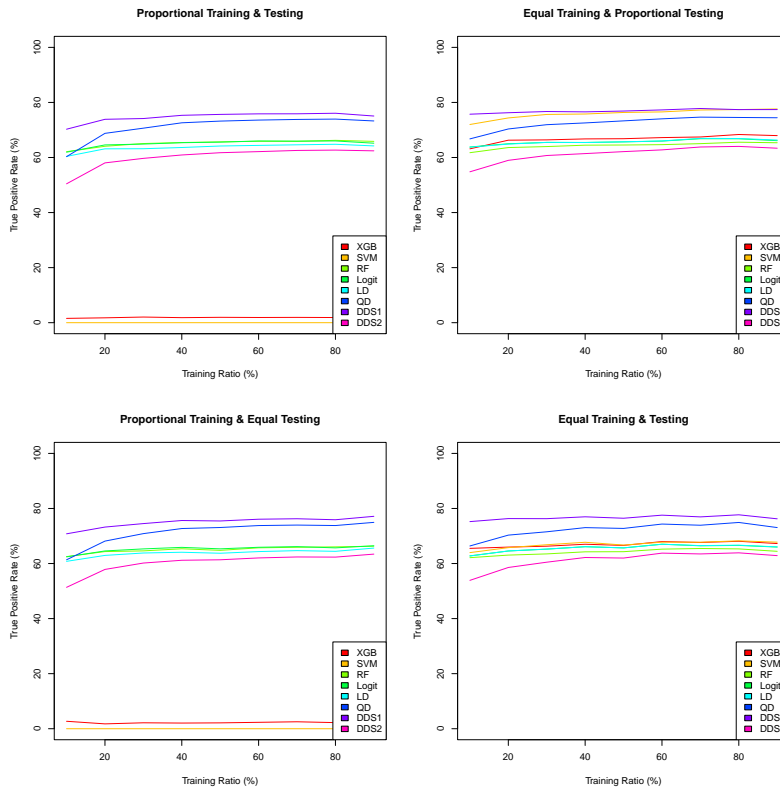 Proportional Training & Testing
True Positive Rate (%)
100
80
60
40
20
0
XGB
SVM
RF
Logit
LD
QD
DDS1
DDS2
20
40
60
80
Training Ratio (%)
Equal Training & Proportional Testing
True Positive Rate (%)
100
80
60
40
20
0
XGB
SVM
RF
Logit
LD
QD
DDS
DDS
20
40
60
80
Training Ratio (%)
Proportional Training & Equal Testing
True Positive Rate (%)
100
80
60
40
20
0
XGB
SVM
RF
Logit
LD
QD
DDS1
DDS2
20
40
60
80
Training Ratio (%)
Equal Training & Testing
True Positive Rate (%)
100
80
60
40
20
0
XGB
SVM
RF
Logit
LD
QD
DDS
DDS
20
40
60
80
Training Ratio (%)